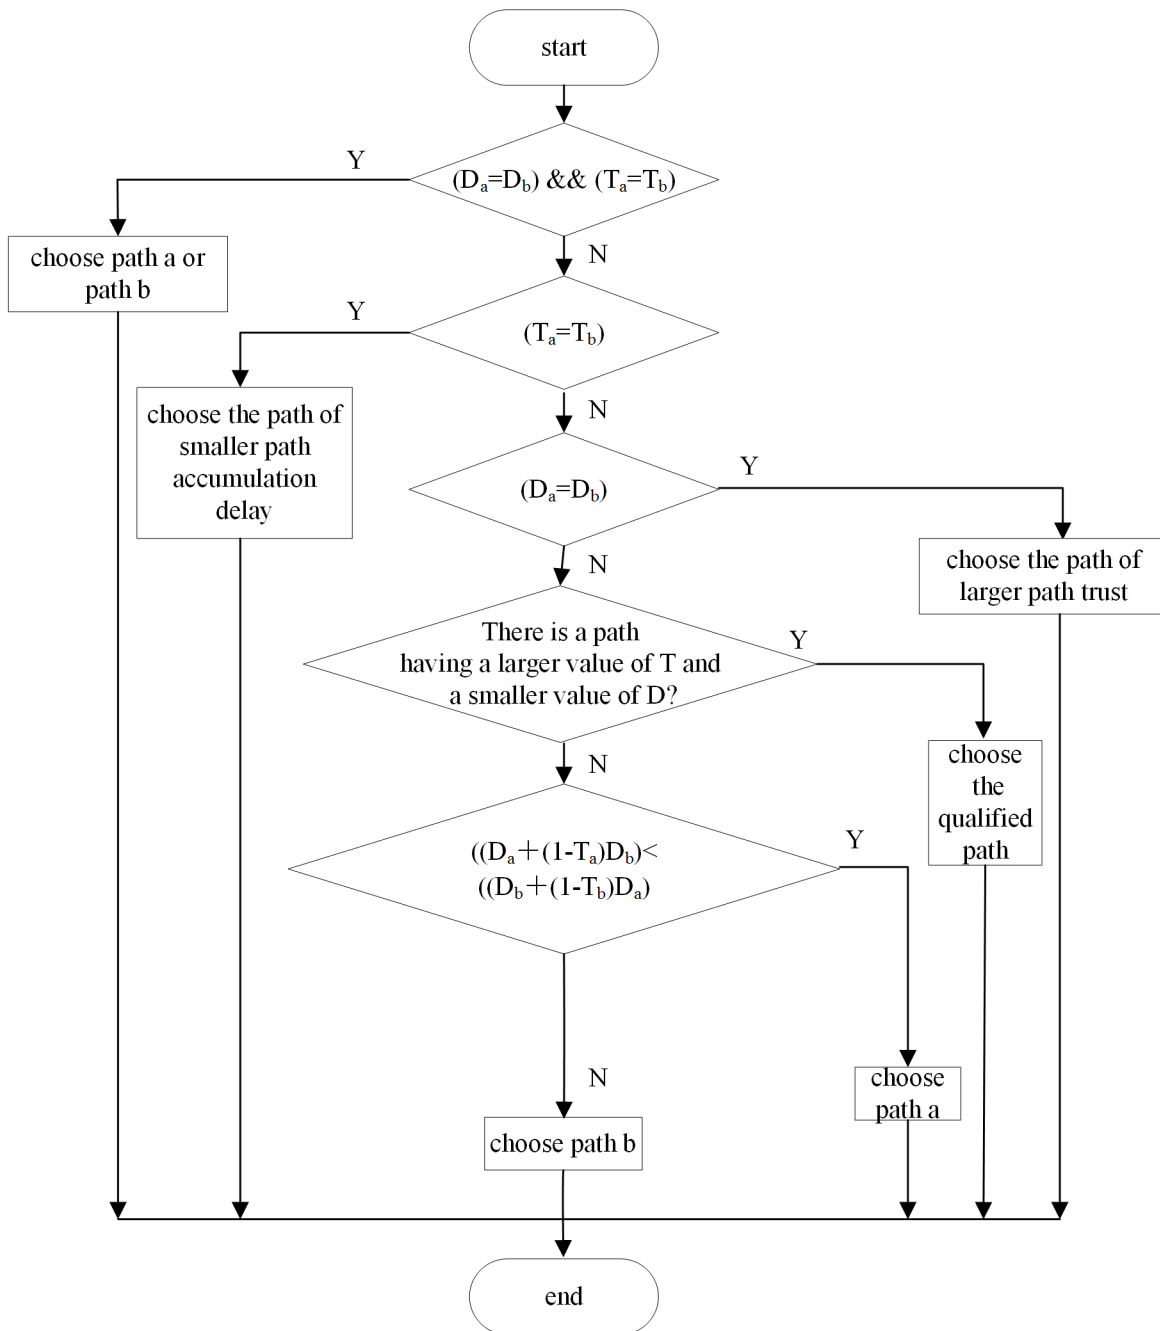 start
Y
(Da=Db) && (Ta=Tb)
choose path a or
path b
N
Y
(Ta=Tb)
choose the path of
smaller path
accumulation
delay
N
Y
(Da=Db)
choose the path of
larger path trust
N
There is a path
having a larger value of T and
a smaller value of D?
Y
choose
the
qualified
path
N
((Da+(1-Ta)Db)<
((Db+(1-Tb)Da)
Y
choose
path a
N
choose path b
end